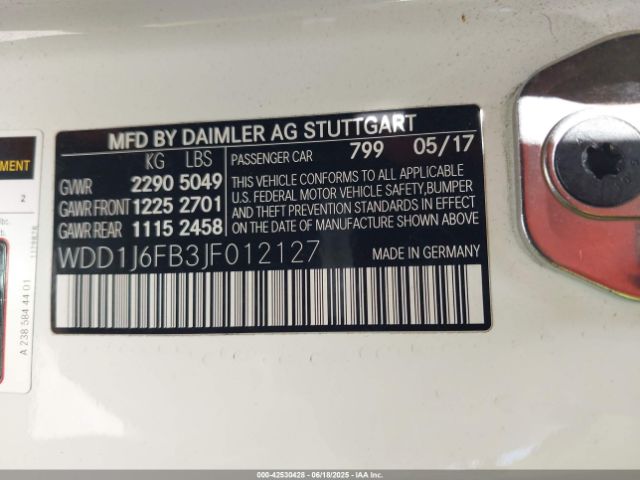 MFD BY DAIMLER AG STUTTGART
KG LBS
GVWR 2290 5049
GAWR FRONT 1225 2701
GAWR REAR 1115 2458
PASSENGER CAR 799 05/17
MADE IN GERMANY
THIS VEHICLE CONFORMS TO ALL APPLICABLE
U.S. FEDERAL MOTOR VEHICLE SAFETY,BUMPER
AND THEFT PREVENTION STANDARDS IN EFFECT
ON THE DATE OF MANUFACTURE SHOWN ABOVE.
WDD1J6FB3JF012127
2
A 238 584 44 01
000-42530428 - 06/18/2025 - COPYRIGHT IAA